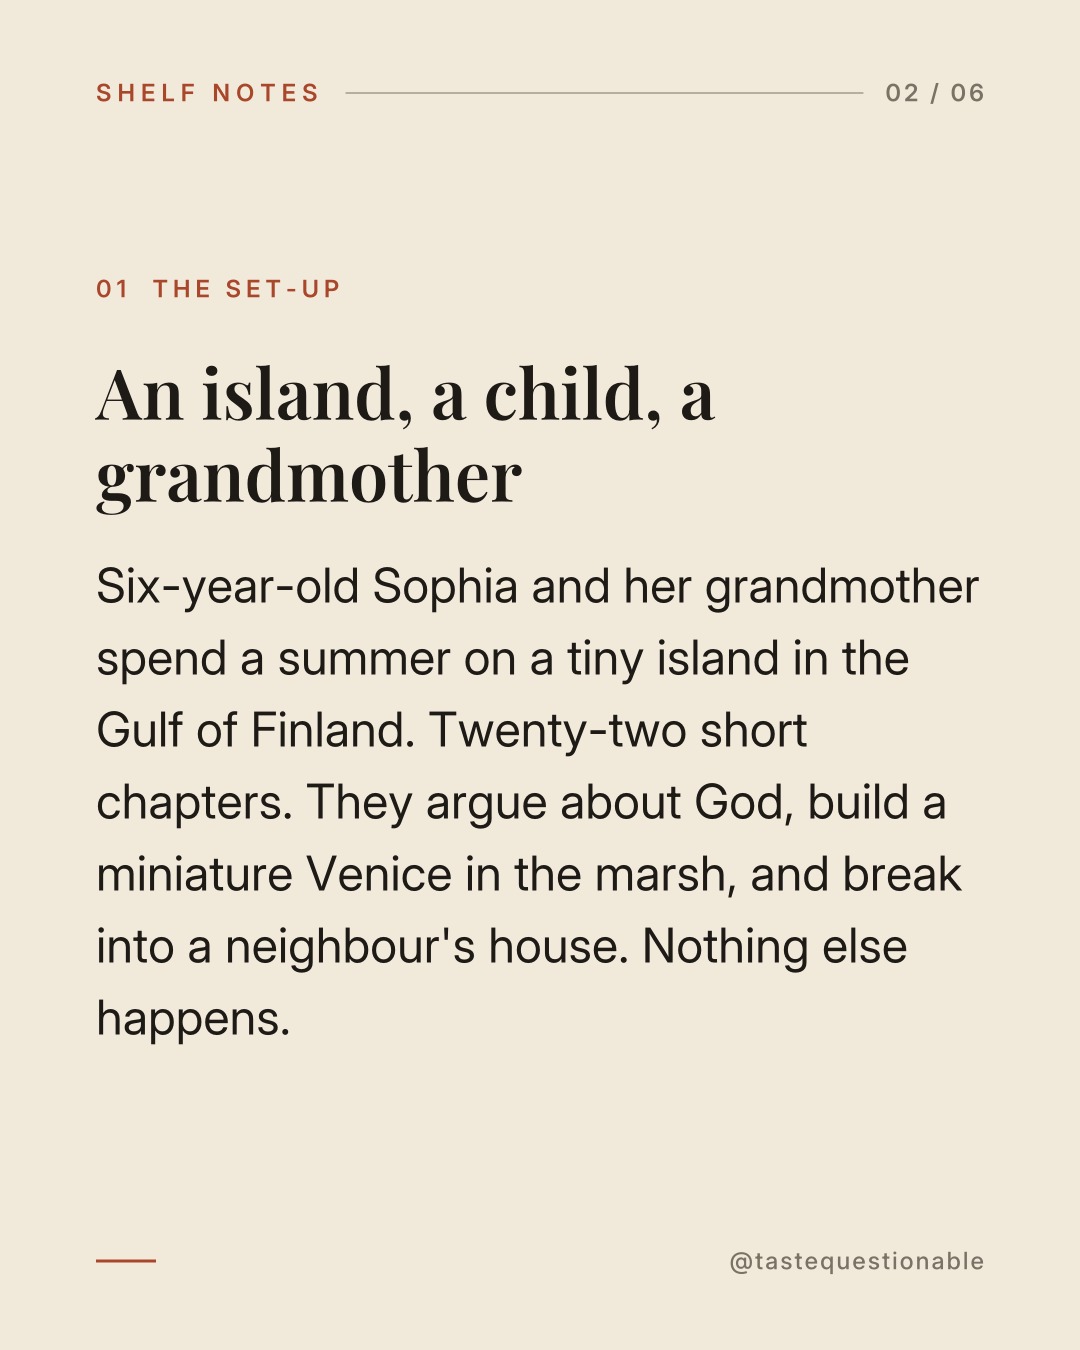 SHELF NOTES 02 / 06
01 THE SET-UP
An island, a child, a
grandmother
Six-year-old Sophia and her grandmother
spend a summer on a tiny island in the
Gulf of Finland. Twenty-two short
chapters. They argue about God, build a
miniature Venice in the marsh, and break
into a neighbour's house. Nothing else
happens.
@tastequestionable